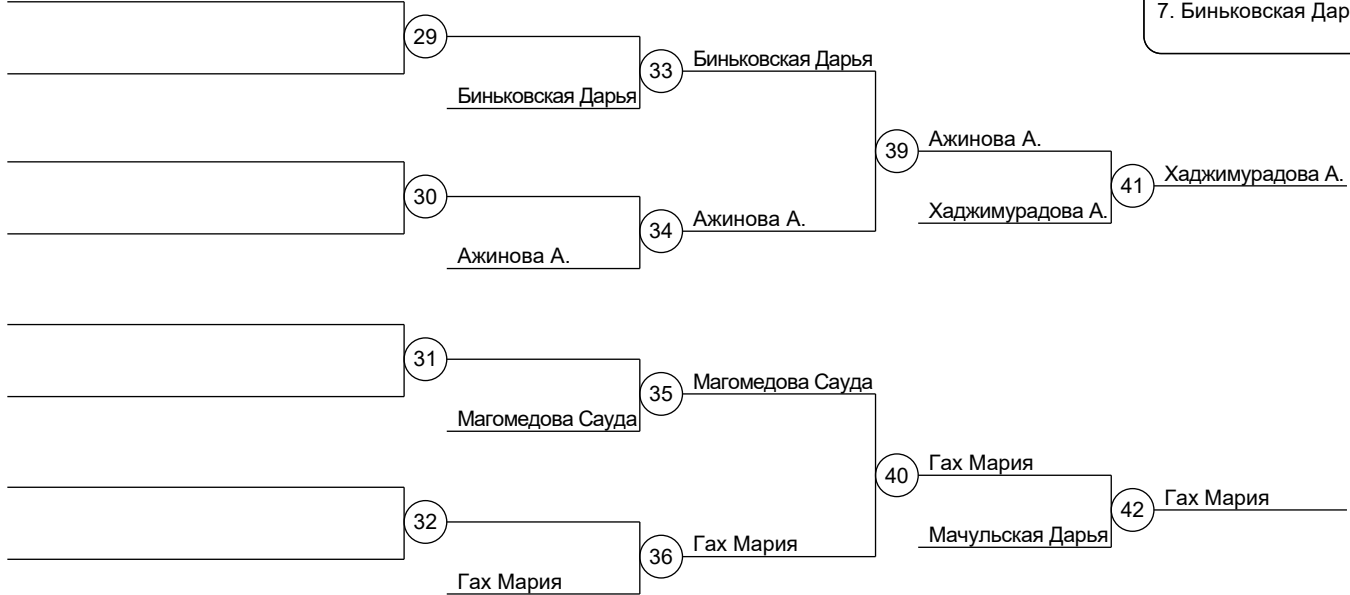 7. Биньковская Дар
29
33
Биньковская Дарья
Биньковская Дарья
39
Ажинова А.
41
Хаджимурадова А.
30
34
Ажинова А.
Хаджимурадова А.
Ажинова А.
31
35
Магомедова Сауда
Магомедова Сауда
40
Гах Мария
42
Гах Мария
32
36
Гах Мария
Мачульская Дарья
Гах Мария